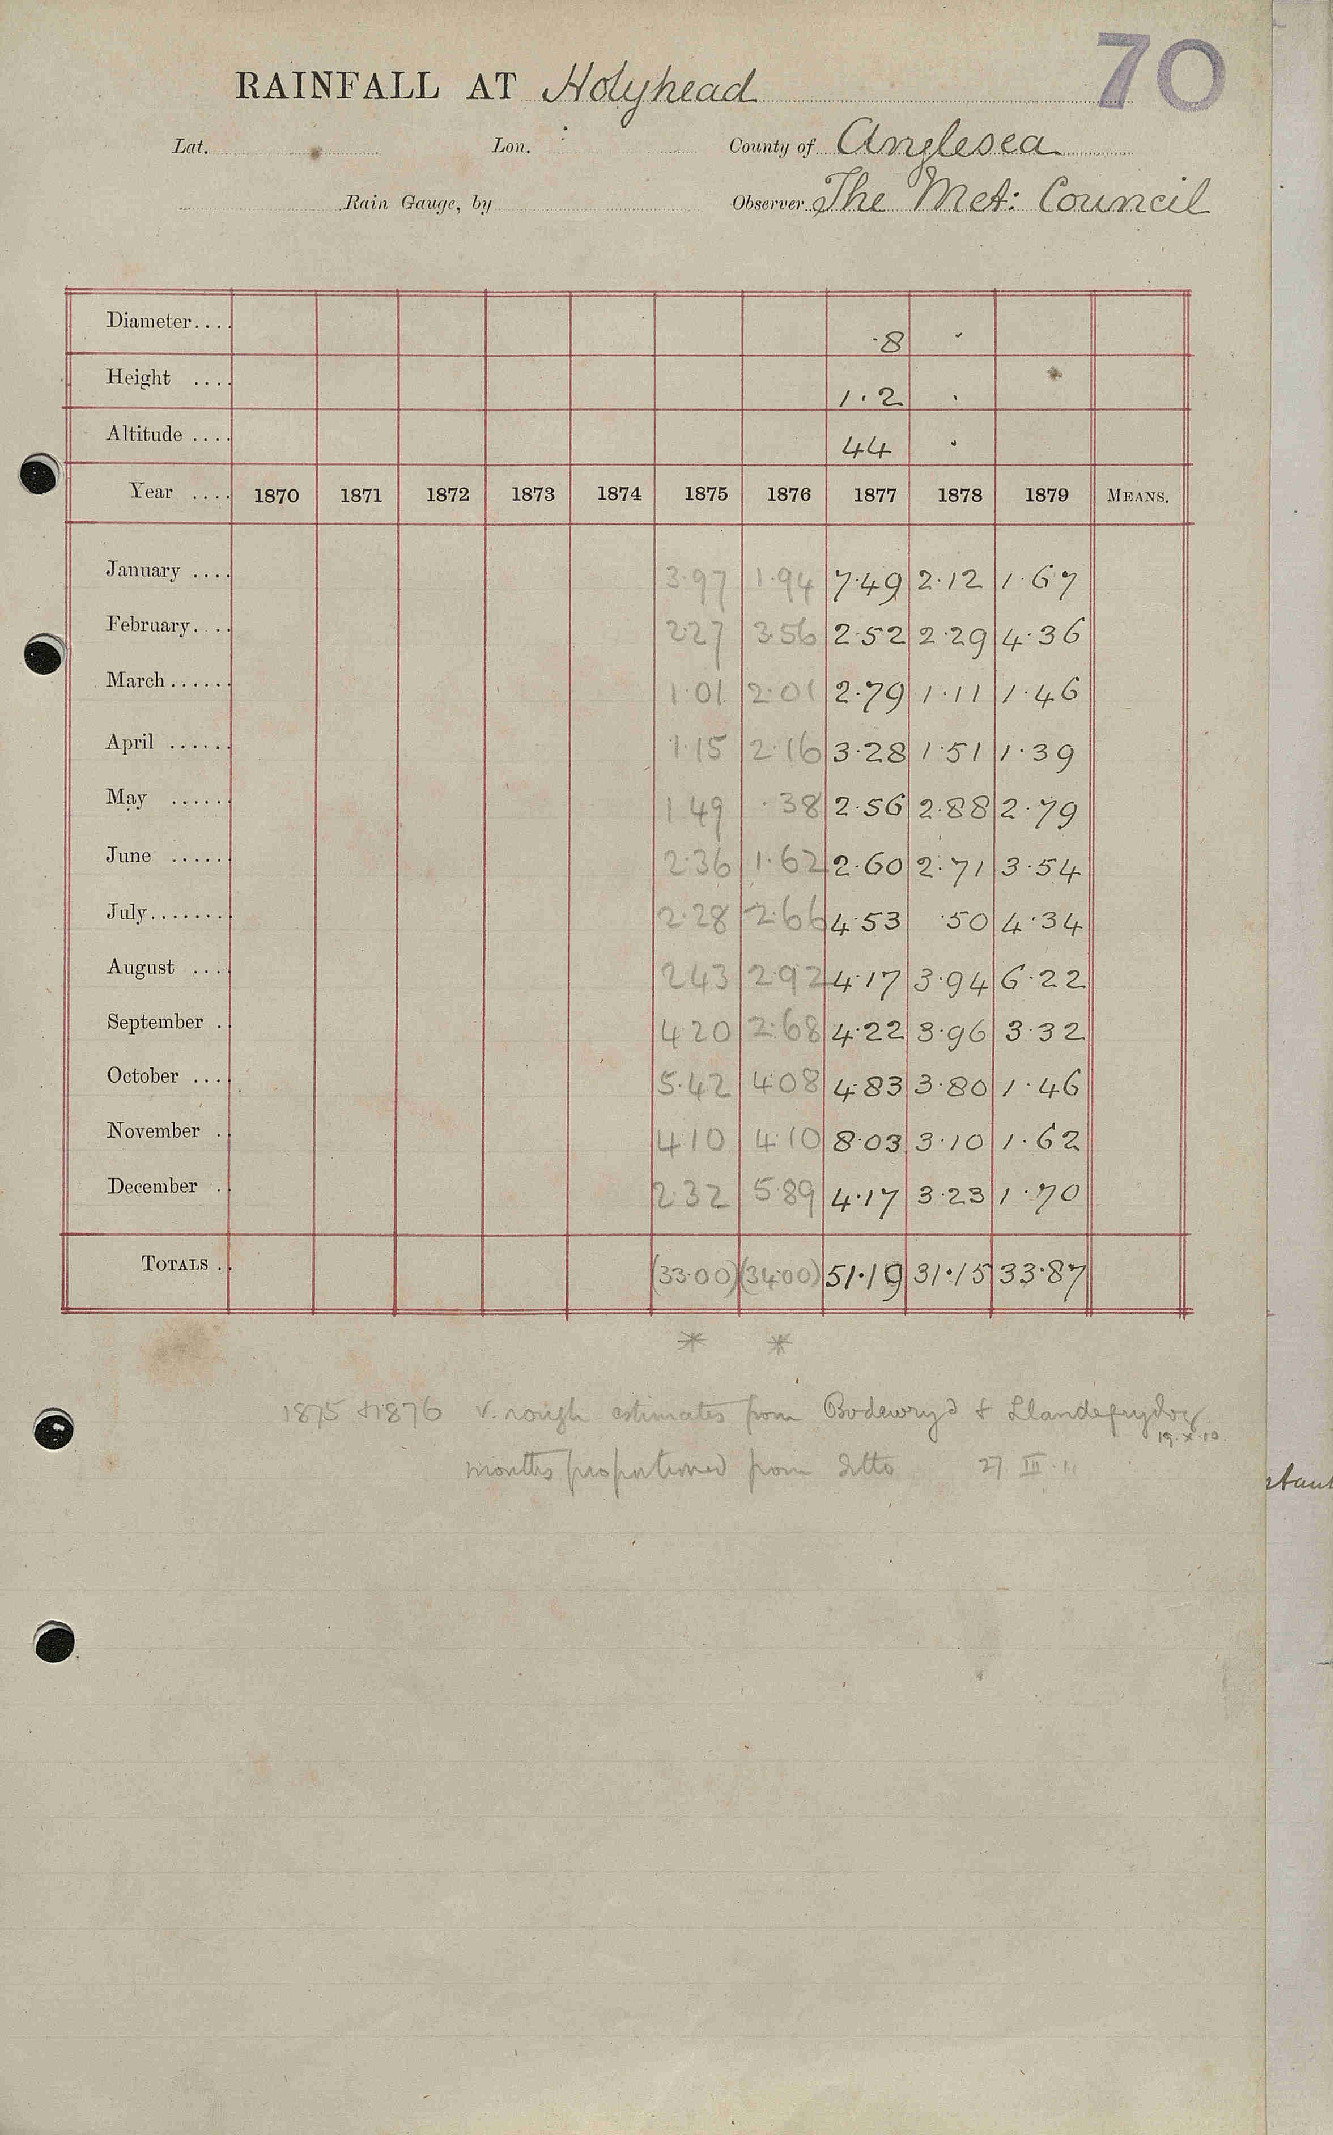 70
RAINFALL AT Holyhead
Lat. Lon. County of Anglesea
Rain Gauge, by Observer The Met: Council
Diameter.... 8 .
Height .... 1.2 .
Altitude .... 44 .
Year .... 1870 1871 1872 1873 1874 1875 1876 1877 1878 1879 MEANS.
January .... 3.97 1.94 7.49 2.12 1.67
February.... 2.27 3.56 2.52 2.29 4.36
March...... 1.01 2.01 2.79 1.11 1.46
April ...... 1.15 2.16 3.28 1.51 1.39
May ...... 1.49 .38 2.56 2.88 2.79
June ...... 2.36 1.62 2.60 2.71 3.54
July........ 2.28 2.66 4.53 .50 4.34
August .... 2.43 2.92 4.17 3.94 6.22
September . 4.20 2.68 4.22 3.96 3.32
October .... 5.42 4.08 4.83 3.80 1.46
November . 4.10 4.10 8.03 3.10 1.62
December . 2.32 5.89 4.17 3.23 1.70
TOTALS .. (33.00) (34.00) 51.19 31.15 33.87
* *
1875 & 1876 v. rough estimates from Bodewryd & Llandefrydog
19.X.10
months proportioned from ditto 27 III 11